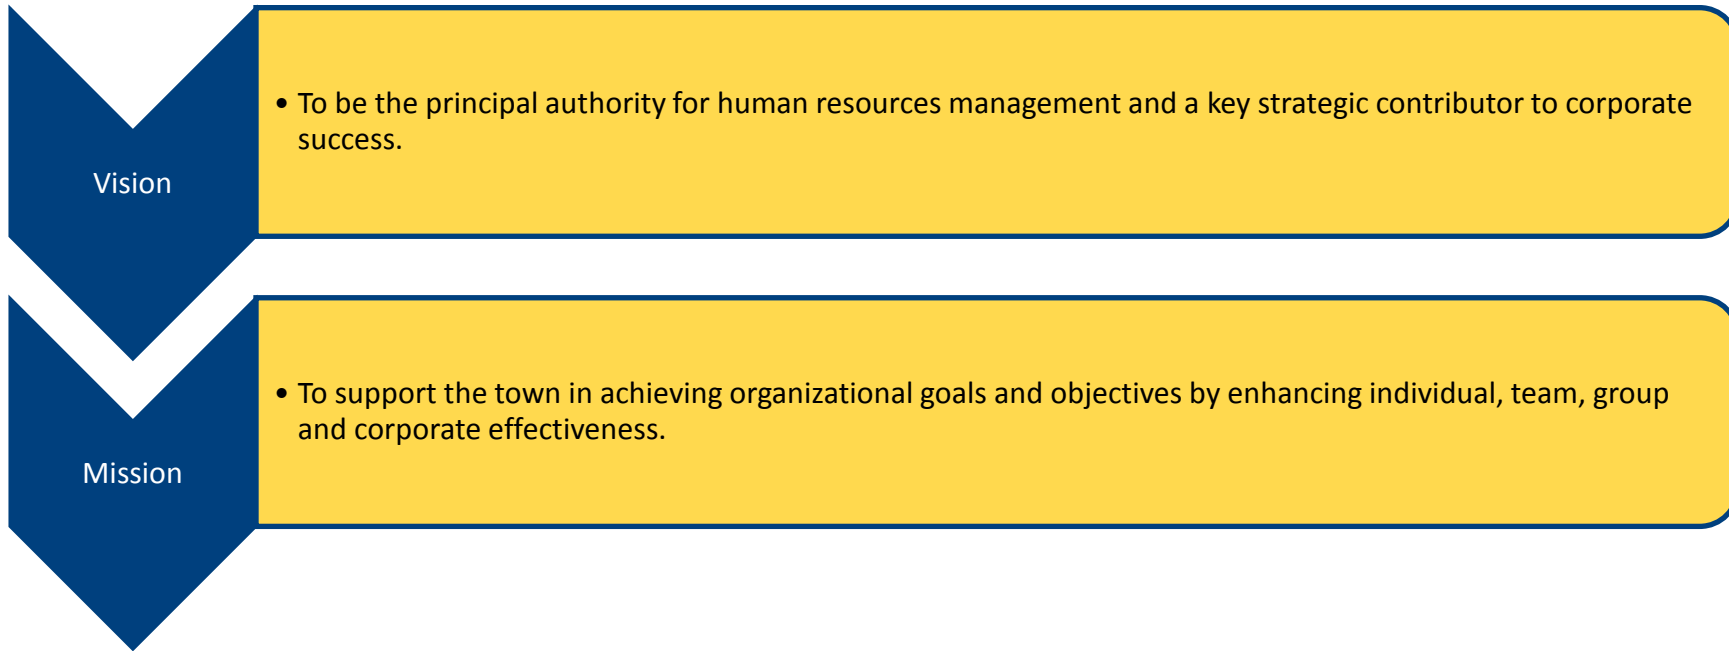 Vision
• To be the principal authority for human resources management and a key strategic contributor to corporate
success.
Mission
• To support the town in achieving organizational goals and objectives by enhancing individual, team, group
and corporate effectiveness.